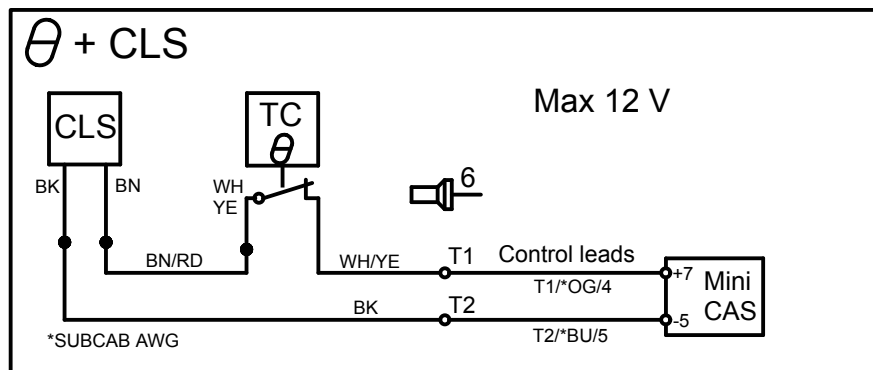 θ + CLS
Max 12 V
CLS
TC
θ
BK
BN
WH
YE
6
BN/RD
WH/YE
T1
Control leads
T1/*OG/4
+7
Mini
CAS
BK
T2
T2/*BU/5
-5
*SUBCAB AWG